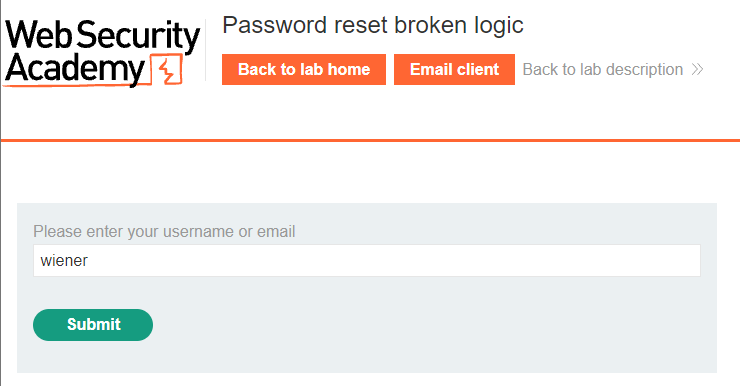 Web Security
Academy
Password reset broken logic
Back to lab home
Email client
Back to lab description
Please enter your username or email
wiener
Submit